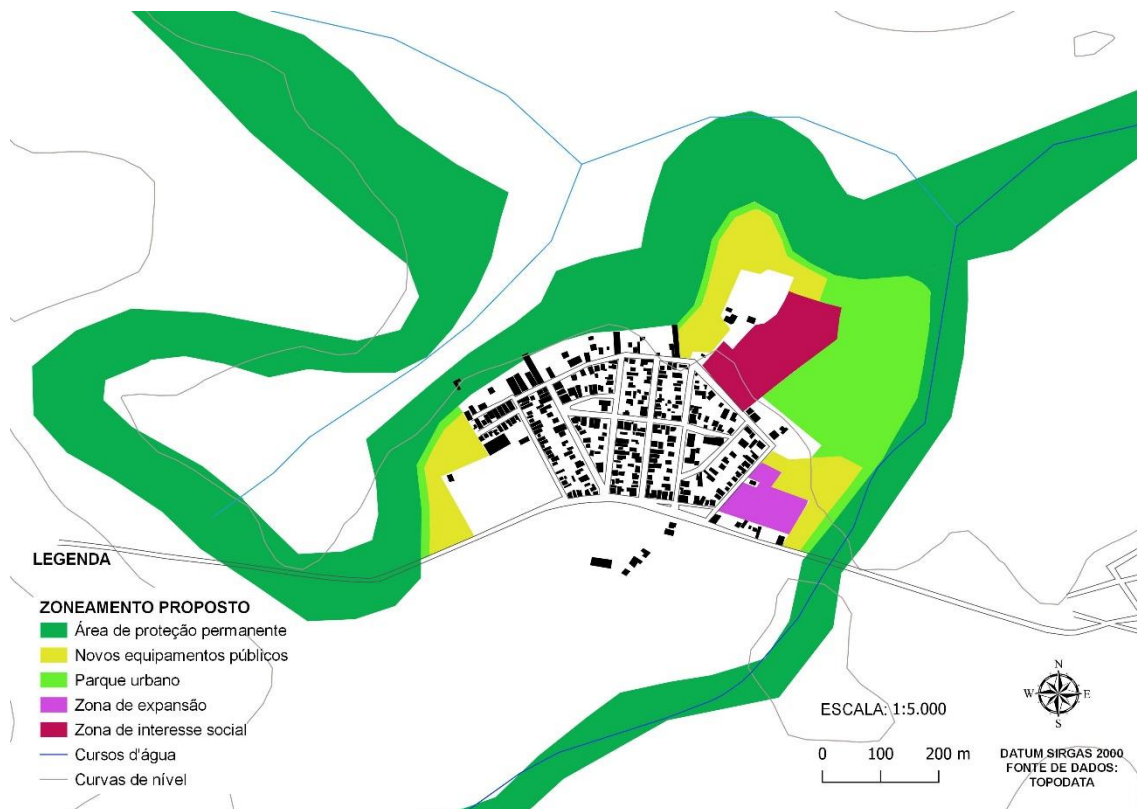 LEGENDA
ZONEAMENTO PROPOSTO
Área de proteção permanente
Novos equipamentos públicos
Parque urbano
Zona de expansão
Zona de interesse social
Cursos d'água
Curvas de nível
ESCALA: 1:5.000
0 100 200 m
N
W E
S
DATUM SIRGAS 2000
FONTE DE DADOS:
TOPODATA